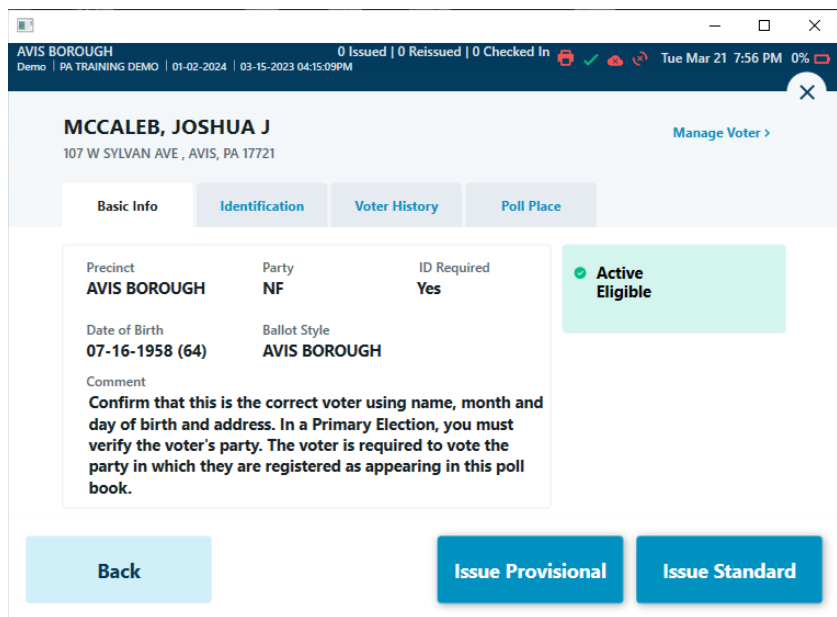 AVIS BOROUGH
0 Issued | 0 Reissued | 0 Checked In
Demo | PA TRAINING DEMO | 01-02-2024 | 03-15-2023 04:15:09PM
Tue Mar 21 7:56 PM 0%
MCCALEB, JOSHUA J
107 W SYLVAN AVE , AVIS, PA 17721
Manage Voter >
Basic Info Identification Voter History Poll Place
Precinct Party ID Required
AVIS BOROUGH NF Yes
Date of Birth Ballot Style
07-16-1958 (64) AVIS BOROUGH
Comment
Confirm that this is the correct voter using name, month and
day of birth and address. In a Primary Election, you must
verify the voter's party. The voter is required to vote the
party in which they are registered as appearing in this poll
book.
Active
Eligible
Back Issue Provisional Issue Standard